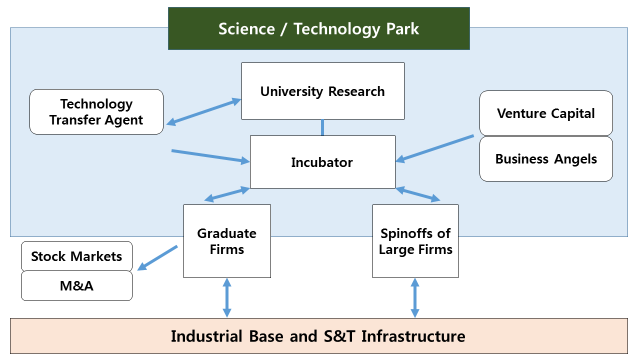 Science / Technology Park
University Research
Technology
Transfer Agent
Venture Capital
Business Angels
Incubator
Graduate
Firms
Spinoffs of
Large Firms
Stock Markets
M&A
Industrial Base and S&T Infrastructure